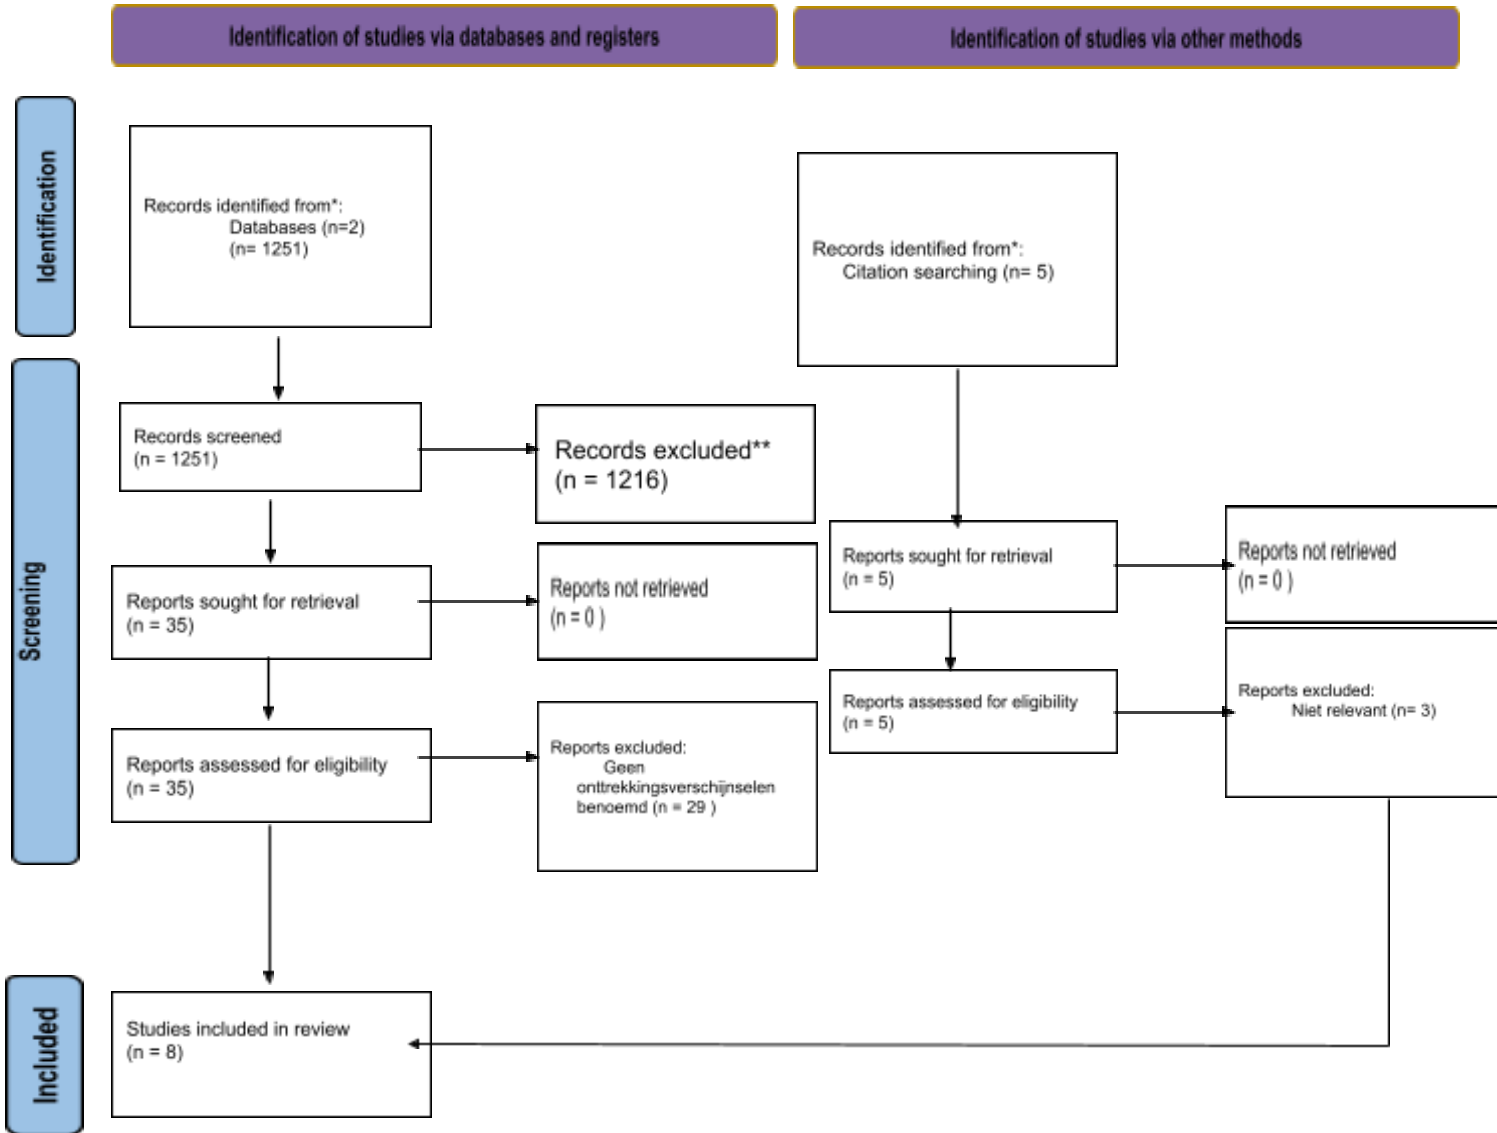 Identification of studies via databases and registers
Identification of studies via other methods
Identification
Records identified from*:
Databases (n=2)
(n= 1251)
Records identified from*:
Citation searching (n= 5)
Screening
Records screened
(n = 1251)
Records excluded**
(n = 1216)
Reports sought for retrieval
(n = 35)
Reports not retrieved
(n = 0 )
Reports sought for retrieval
(n = 5)
Reports not retrieved
(n = 0 )
Reports assessed for eligibility
(n = 35)
Reports excluded:
Geen
onttrekkingsverschijnselen
benoemd (n = 29 )
Reports assessed for eligibility
(n = 5)
Reports excluded:
Niet relevant (n= 3)
Included
Studies included in review
(n = 8)